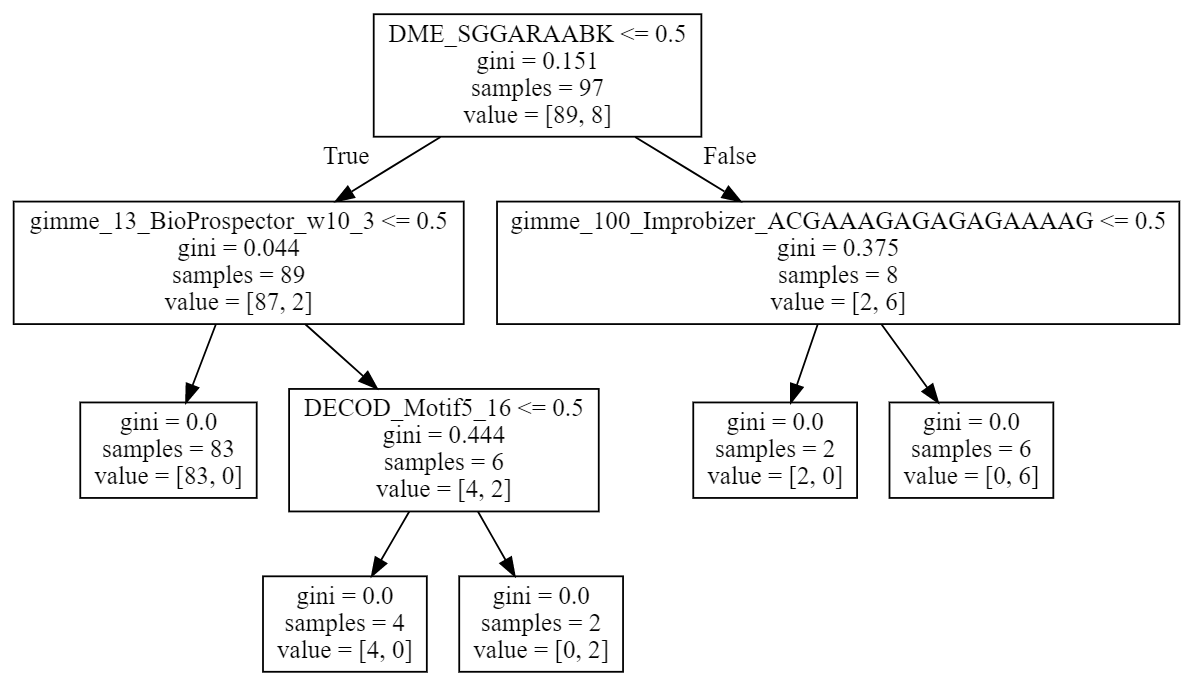 DME_SGGARAABK <= 0.5
gini = 0.151
samples = 97
value = [89, 8]
True
False
gimme_13_BioProspector_w10_3 <= 0.5
gini = 0.044
samples = 89
value = [87, 2]
gimme_100_Improbizer_ACGAAAGAGAGAGAAAAG <= 0.5
gini = 0.375
samples = 8
value = [2, 6]
gini = 0.0
samples = 83
value = [83, 0]
DECOD_Motif5_16 <= 0.5
gini = 0.444
samples = 6
value = [4, 2]
gini = 0.0
samples = 2
value = [2, 0]
gini = 0.0
samples = 6
value = [0, 6]
gini = 0.0
samples = 4
value = [4, 0]
gini = 0.0
samples = 2
value = [0, 2]